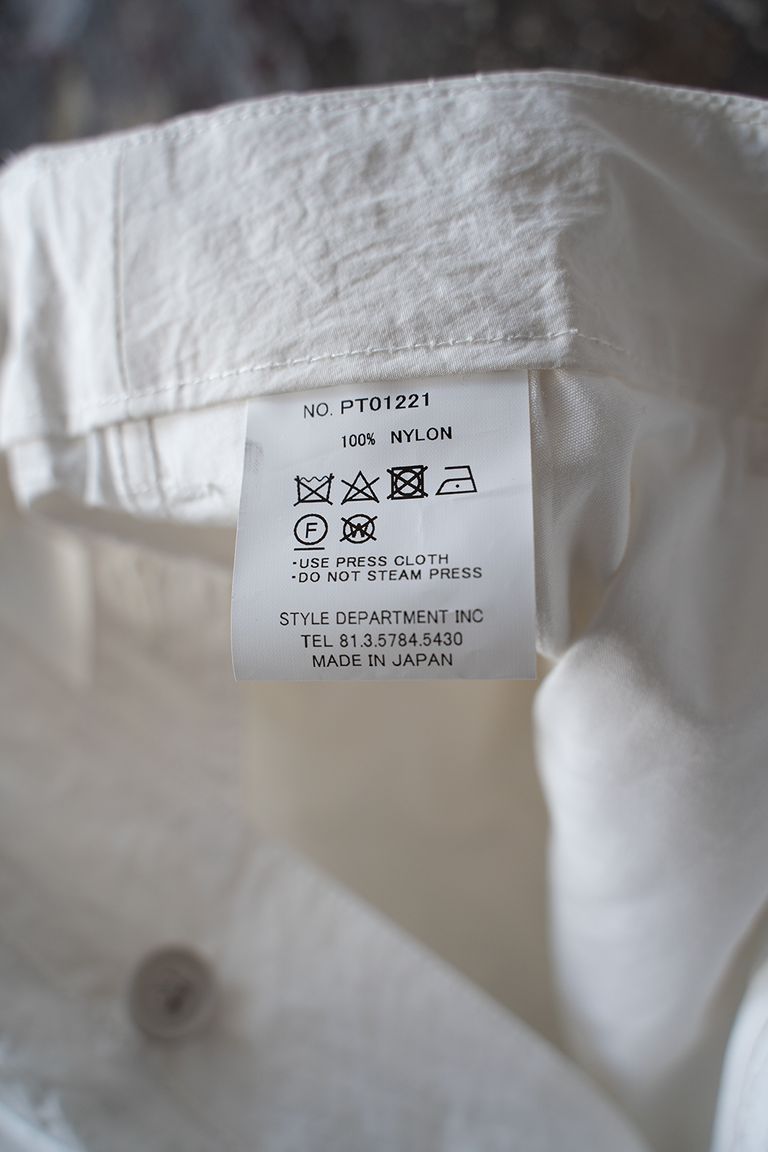 NO. PT01221
100% NYLON
F W
-USE PRESS CLOTH
-DO NOT STEAM PRESS
STYLE DEPARTMENT INC
TEL 81.3.5784.5430
MADE IN JAPAN